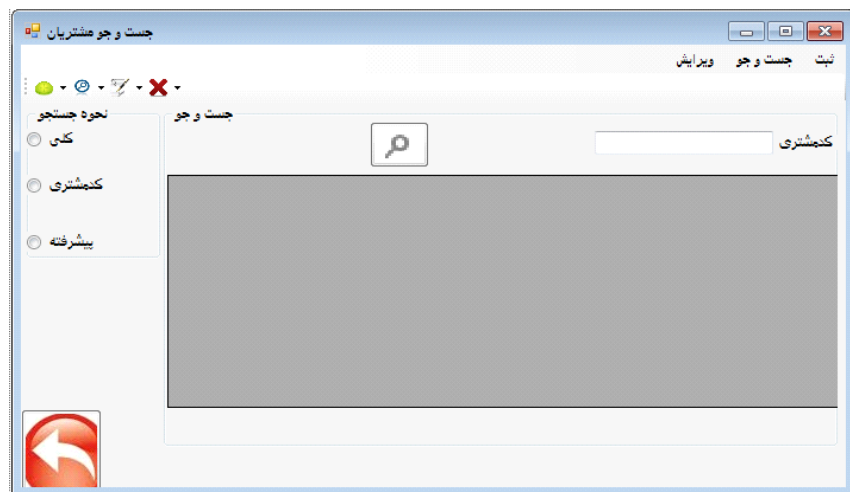 جست و جو مشتریان
ثبت جست و جو ویرایش
نحوه جستجو
کلی
کدمشتری
پیشرفته
جست و جو
کدمشتری